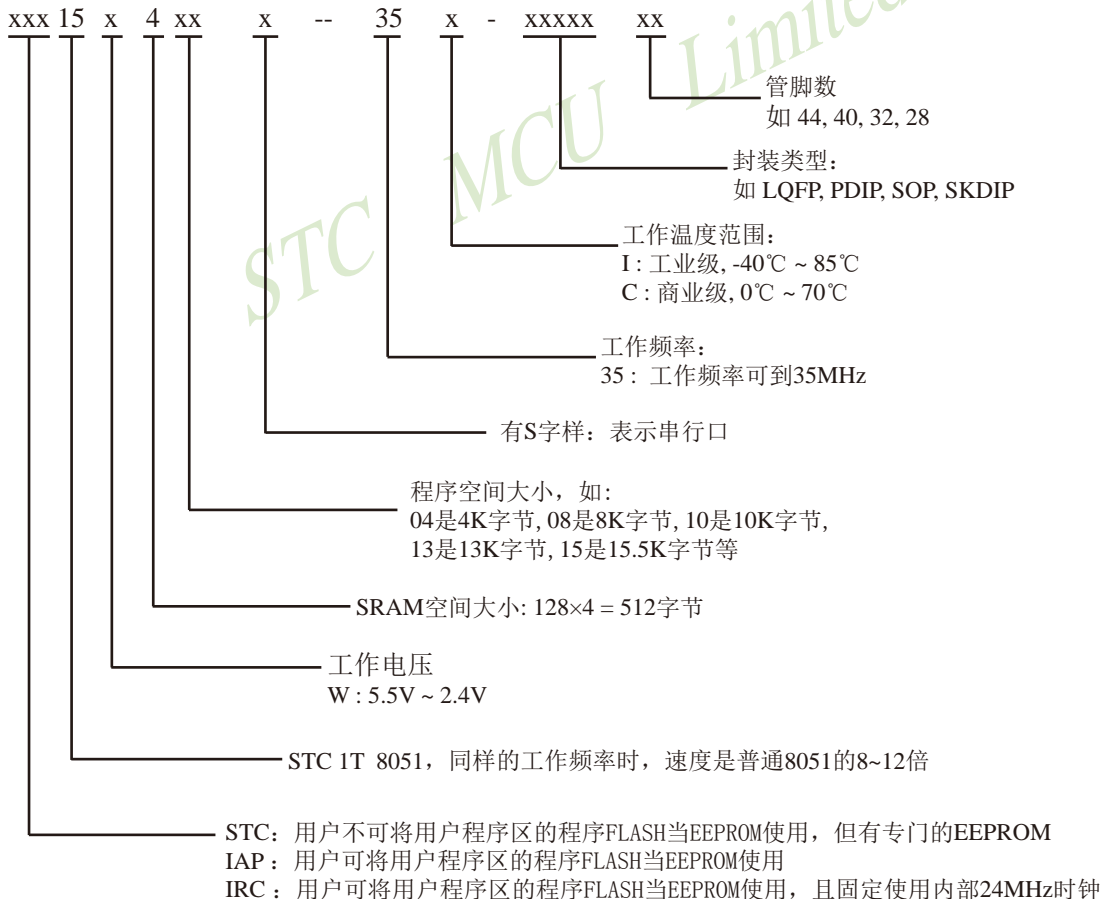 xxx 15 x 4 xx x -- 35 x - xxxxx xx
管脚数
如 44, 40, 32, 28
封装类型：
如 LQFP, PDIP, SOP, SKDIP
工作温度范围：
I : 工业级, -40℃ ~ 85℃
C : 商业级, 0℃ ~ 70℃
工作频率：
35 : 工作频率可到35MHz
有S字样：表示串行口
程序空间大小，如:
04是4K字节, 08是8K字节, 10是10K字节,
13是13K字节, 15是15.5K字节等
SRAM空间大小: 128×4 = 512字节
工作电压
W : 5.5V ~ 2.4V
STC 1T 8051，同样的工作频率时，速度是普通8051的8~12倍
STC：用户不可将用户程序区的程序FLASH当EEPROM使用，但有专门的EEPROM
IAP：用户可将用户程序区的程序FLASH当EEPROM使用
IRC：用户可将用户程序区的程序FLASH当EEPROM使用，且固定使用内部24MHz时钟
STC MCU Limited